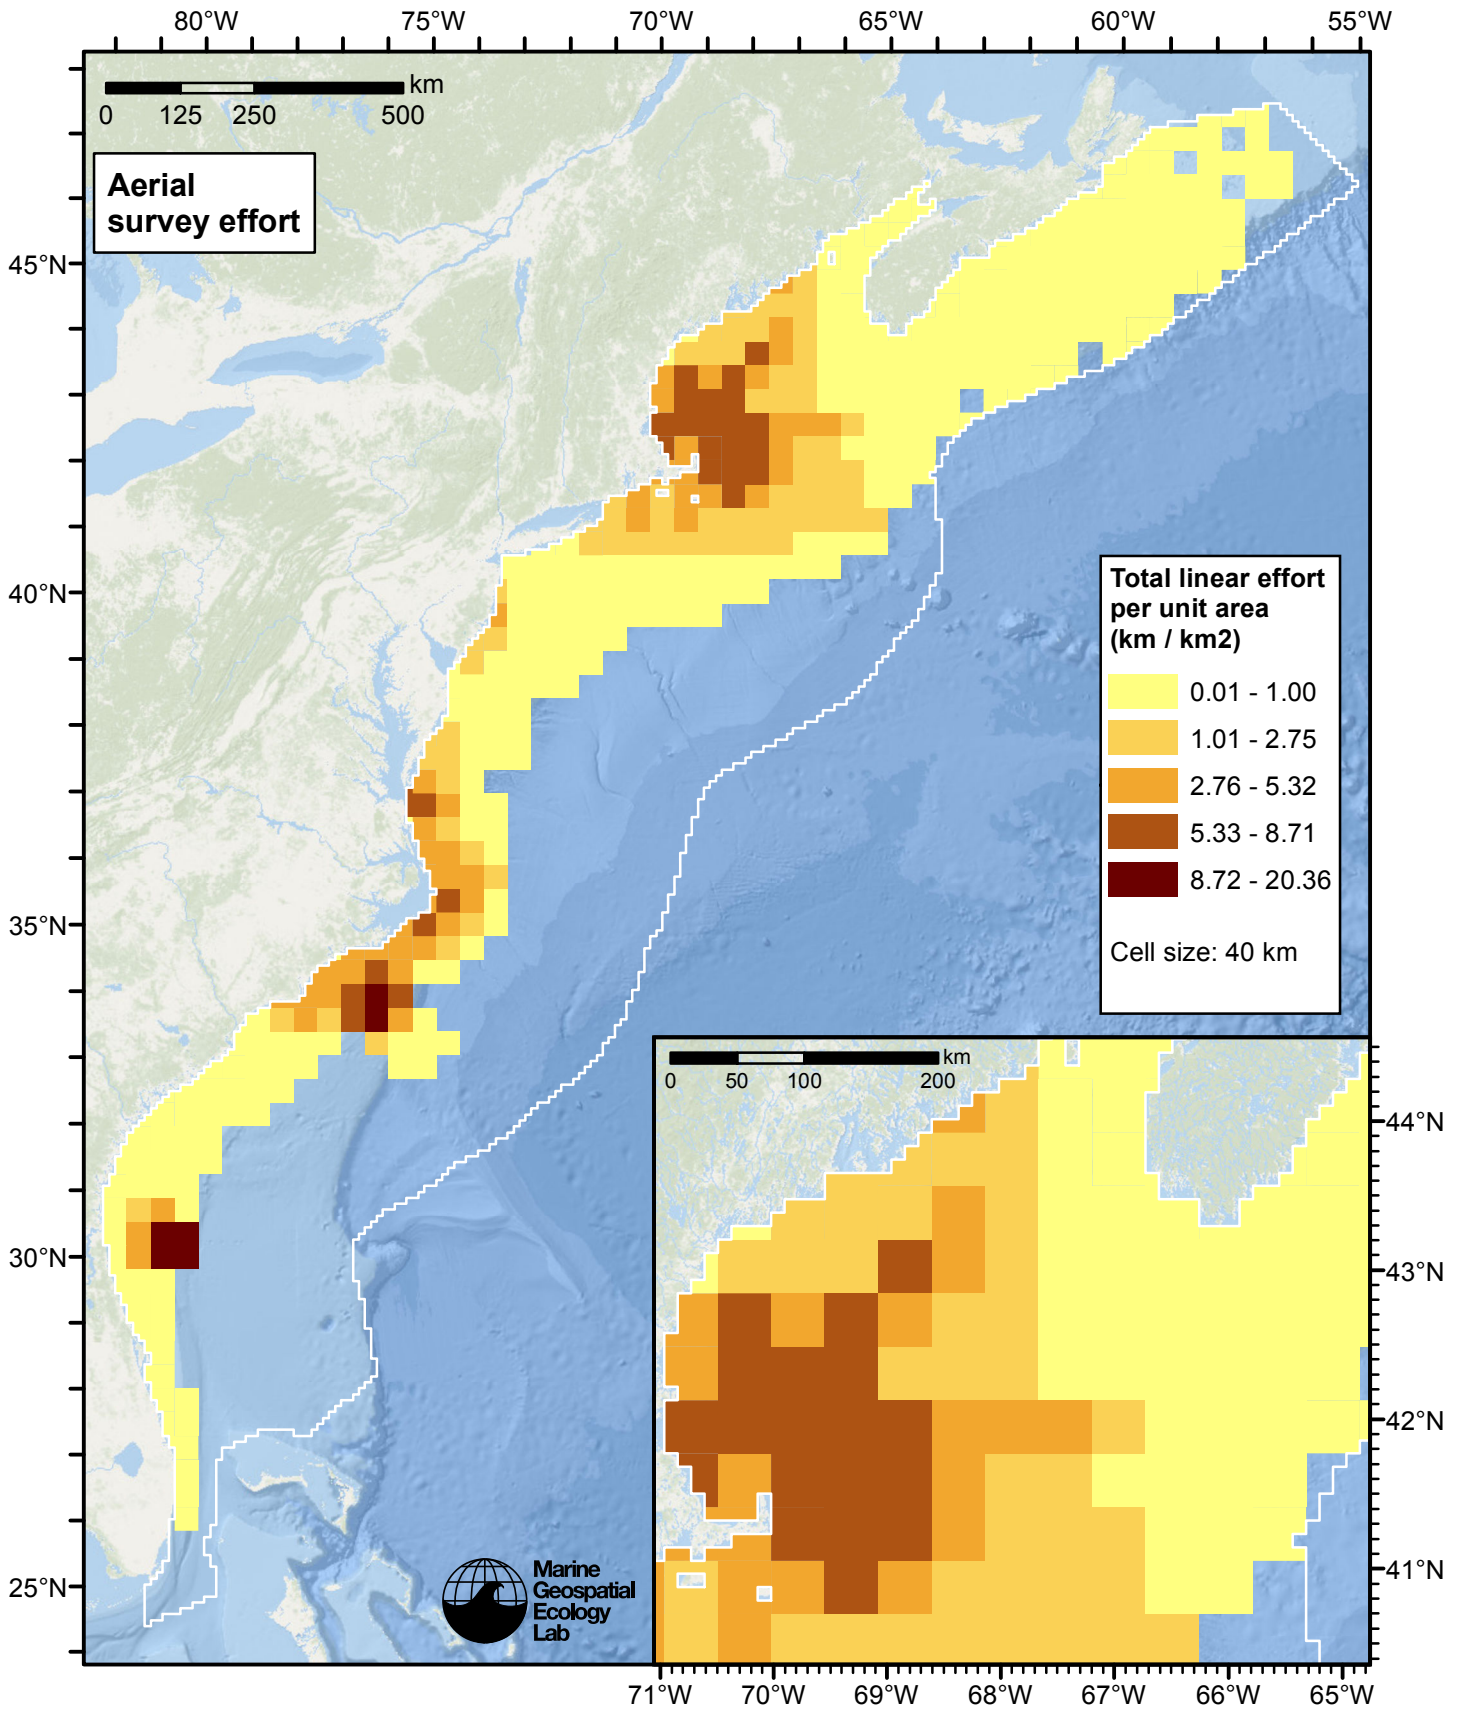 80°W 75°W 70°W 65°W 60°W 55°W
km
0 125 250 500
Aerial
survey effort
45°N
40°N
35°N
30°N
25°N
Total linear effort
per unit area
(km / km2)
0.01 - 1.00
1.01 - 2.75
2.76 - 5.32
5.33 - 8.71
8.72 - 20.36
Cell size: 40 km
km
0 50 100 200
44°N
43°N
42°N
41°N
Marine
Geospatial
Ecology
Lab
71°W 70°W 69°W 68°W 67°W 66°W 65°W